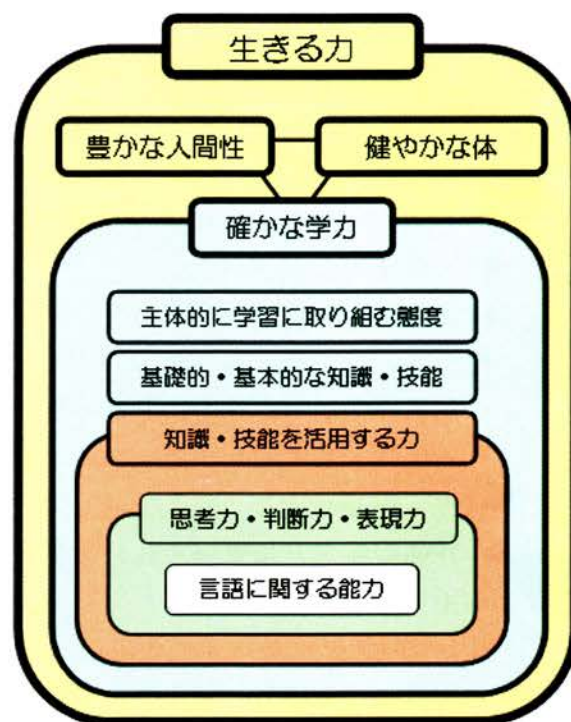 生きる力
豊かな人間性
健やかな体
確かな学力
主体的に学習に取り組む態度
基礎的・基本的な知識・技能
知識・技能を活用する力
思考力・判断力・表現力
言語に関する能力